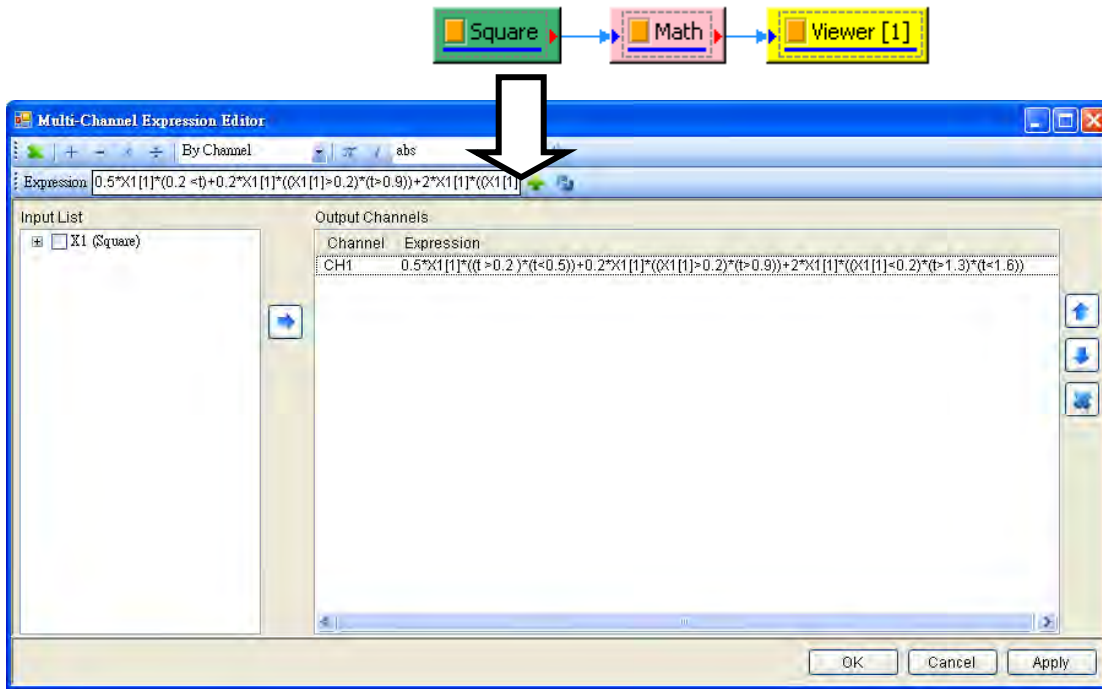 Square Math Viewer [1]
Multi-Channel Expression Editor
+ - ÷ By Channel π i abs
Expression 0.5*X1[1]*(0.2 <t)+0.2*X1[1]*((X1[1]>0.2)*(t>0.9))+2*X1[1]*((X1[1]
Input List Output Channels
X1 (Square)
Channel Expression
CH1 0.5*X1[1]*((t >0.2 )*(t<0.5))+0.2*X1[1]*((X1[1]>0.2)*(t>0.9))+2*X1[1]*((X1[1]<0.2)*(t>1.3)*(t<1.6))
OK Cancel Apply